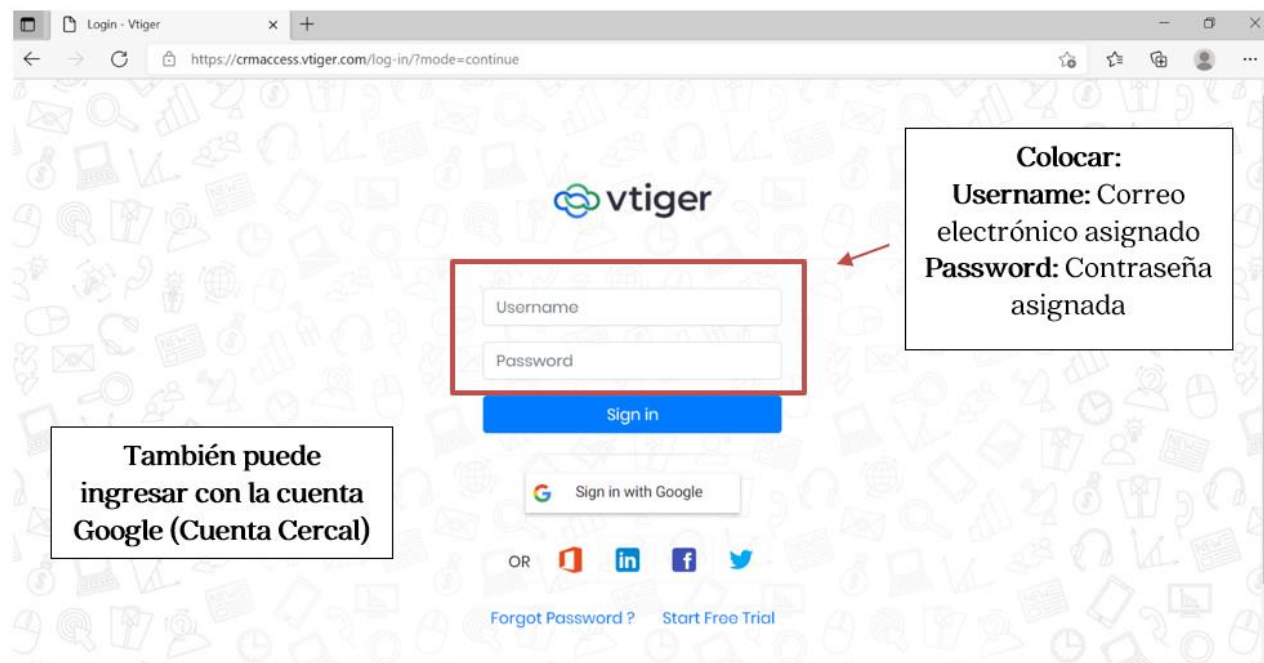 Login - Vtiger
https://crmaccess.vtiger.com/log-in/?mode=continue
vtiger
Colocar:
Username: Correo
electrónico asignado
Password: Contraseña
asignada
Username
Password
Sign in
También puede
ingresar con la cuenta
Google (Cuenta Cercal)
G Sign in with Google
OR in f
Forgot Password ? Start Free Trial